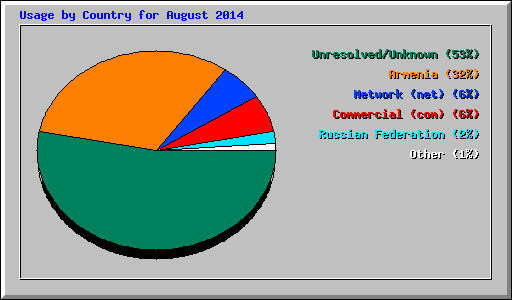 Usage by Country for August 2014
Unresolved/Unknown (53%)
Armenia (32%)
Network (net) (6%)
Commercial (com) (6%)
Russian Federation (2%)
Other (1%)